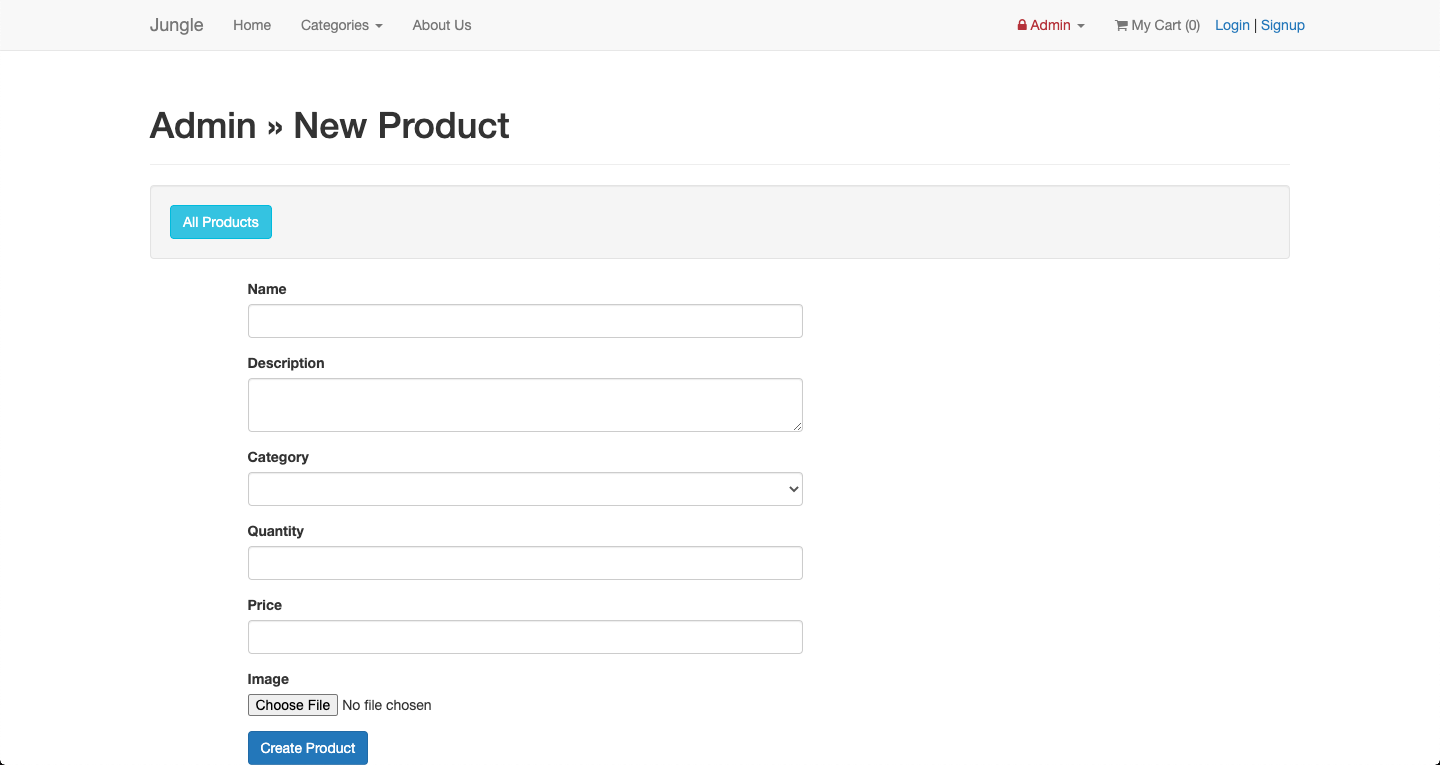 Jungle Home Categories About Us Admin My Cart (0) Login | Signup
Admin » New Product
All Products
Name
Description
Category
Quantity
Price
Image
Choose File No file chosen
Create Product